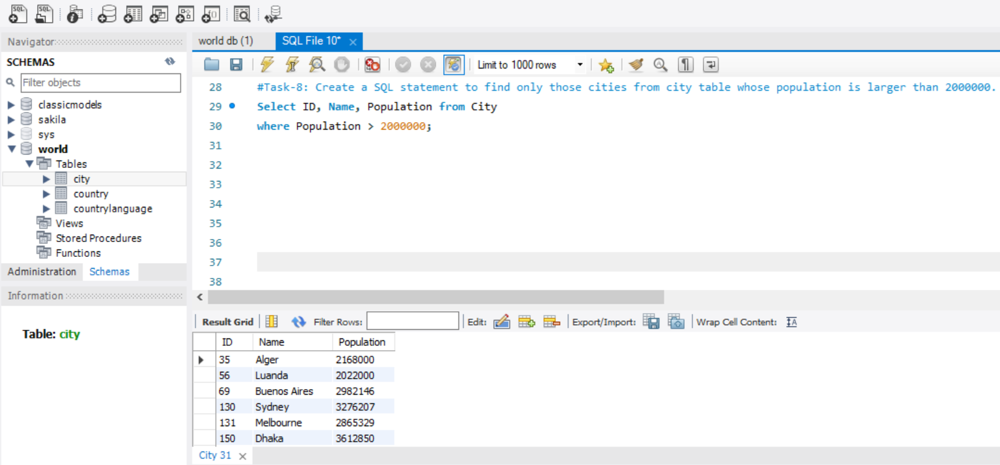 SQL SQL
Navigator
SCHEMAS
Filter objects
classicmodels
sakila
sys
world
Tables
city
country
countrylanguage
Views
Stored Procedures
Functions
Administration Schemas
Information
Table: city
world db (1) SQL File 10*
Limit to 1000 rows
28 #Task-8: Create a SQL statement to find only those cities from city table whose population is larger than 2000000.
29 Select ID, Name, Population from City
30 where Population > 2000000;
31
32
33
34
35
36
37
38
Result Grid Filter Rows: Edit: Export/Import: Wrap Cell Content:
ID Name Population
35 Alger 2168000
56 Luanda 2022000
69 Buenos Aires 2982146
130 Sydney 3276207
131 Melbourne 2865329
150 Dhaka 3612850
City 31